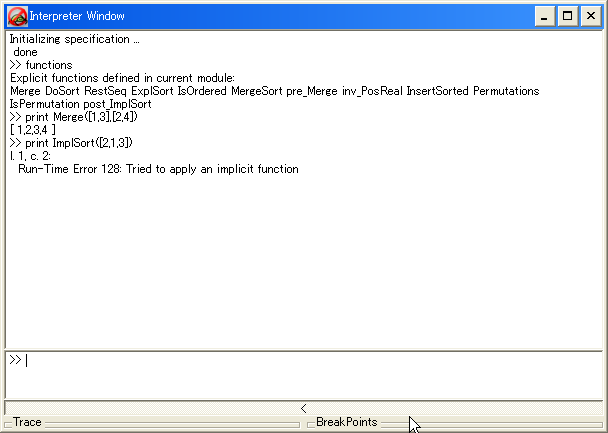 Interpreter Window
Initializing specification ...
done
>> functions
Explicit functions defined in current module:
Merge DoSort RestSeq ExplSort IsOrdered MergeSort pre_Merge inv_PosReal InsertSorted Permutations
IsPermutation post_ImplSort
>> print Merge([1,3],[2,4])
[ 1,2,3,4 ]
>> print ImplSort([2,1,3])
l. 1, c. 2:
Run-Time Error 128: Tried to apply an implicit function
>>
<
Trace
BreakPoints